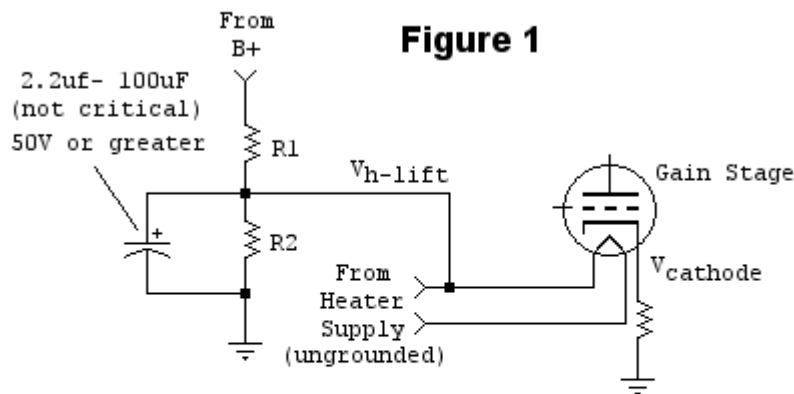 From
B+
Figure 1
2.2uf- 100uF
(not critical)
50V or greater
R1
Vh-lift
Gain Stage
+
R2
From
Heater
Supply
(ungrounded)
Vcathode